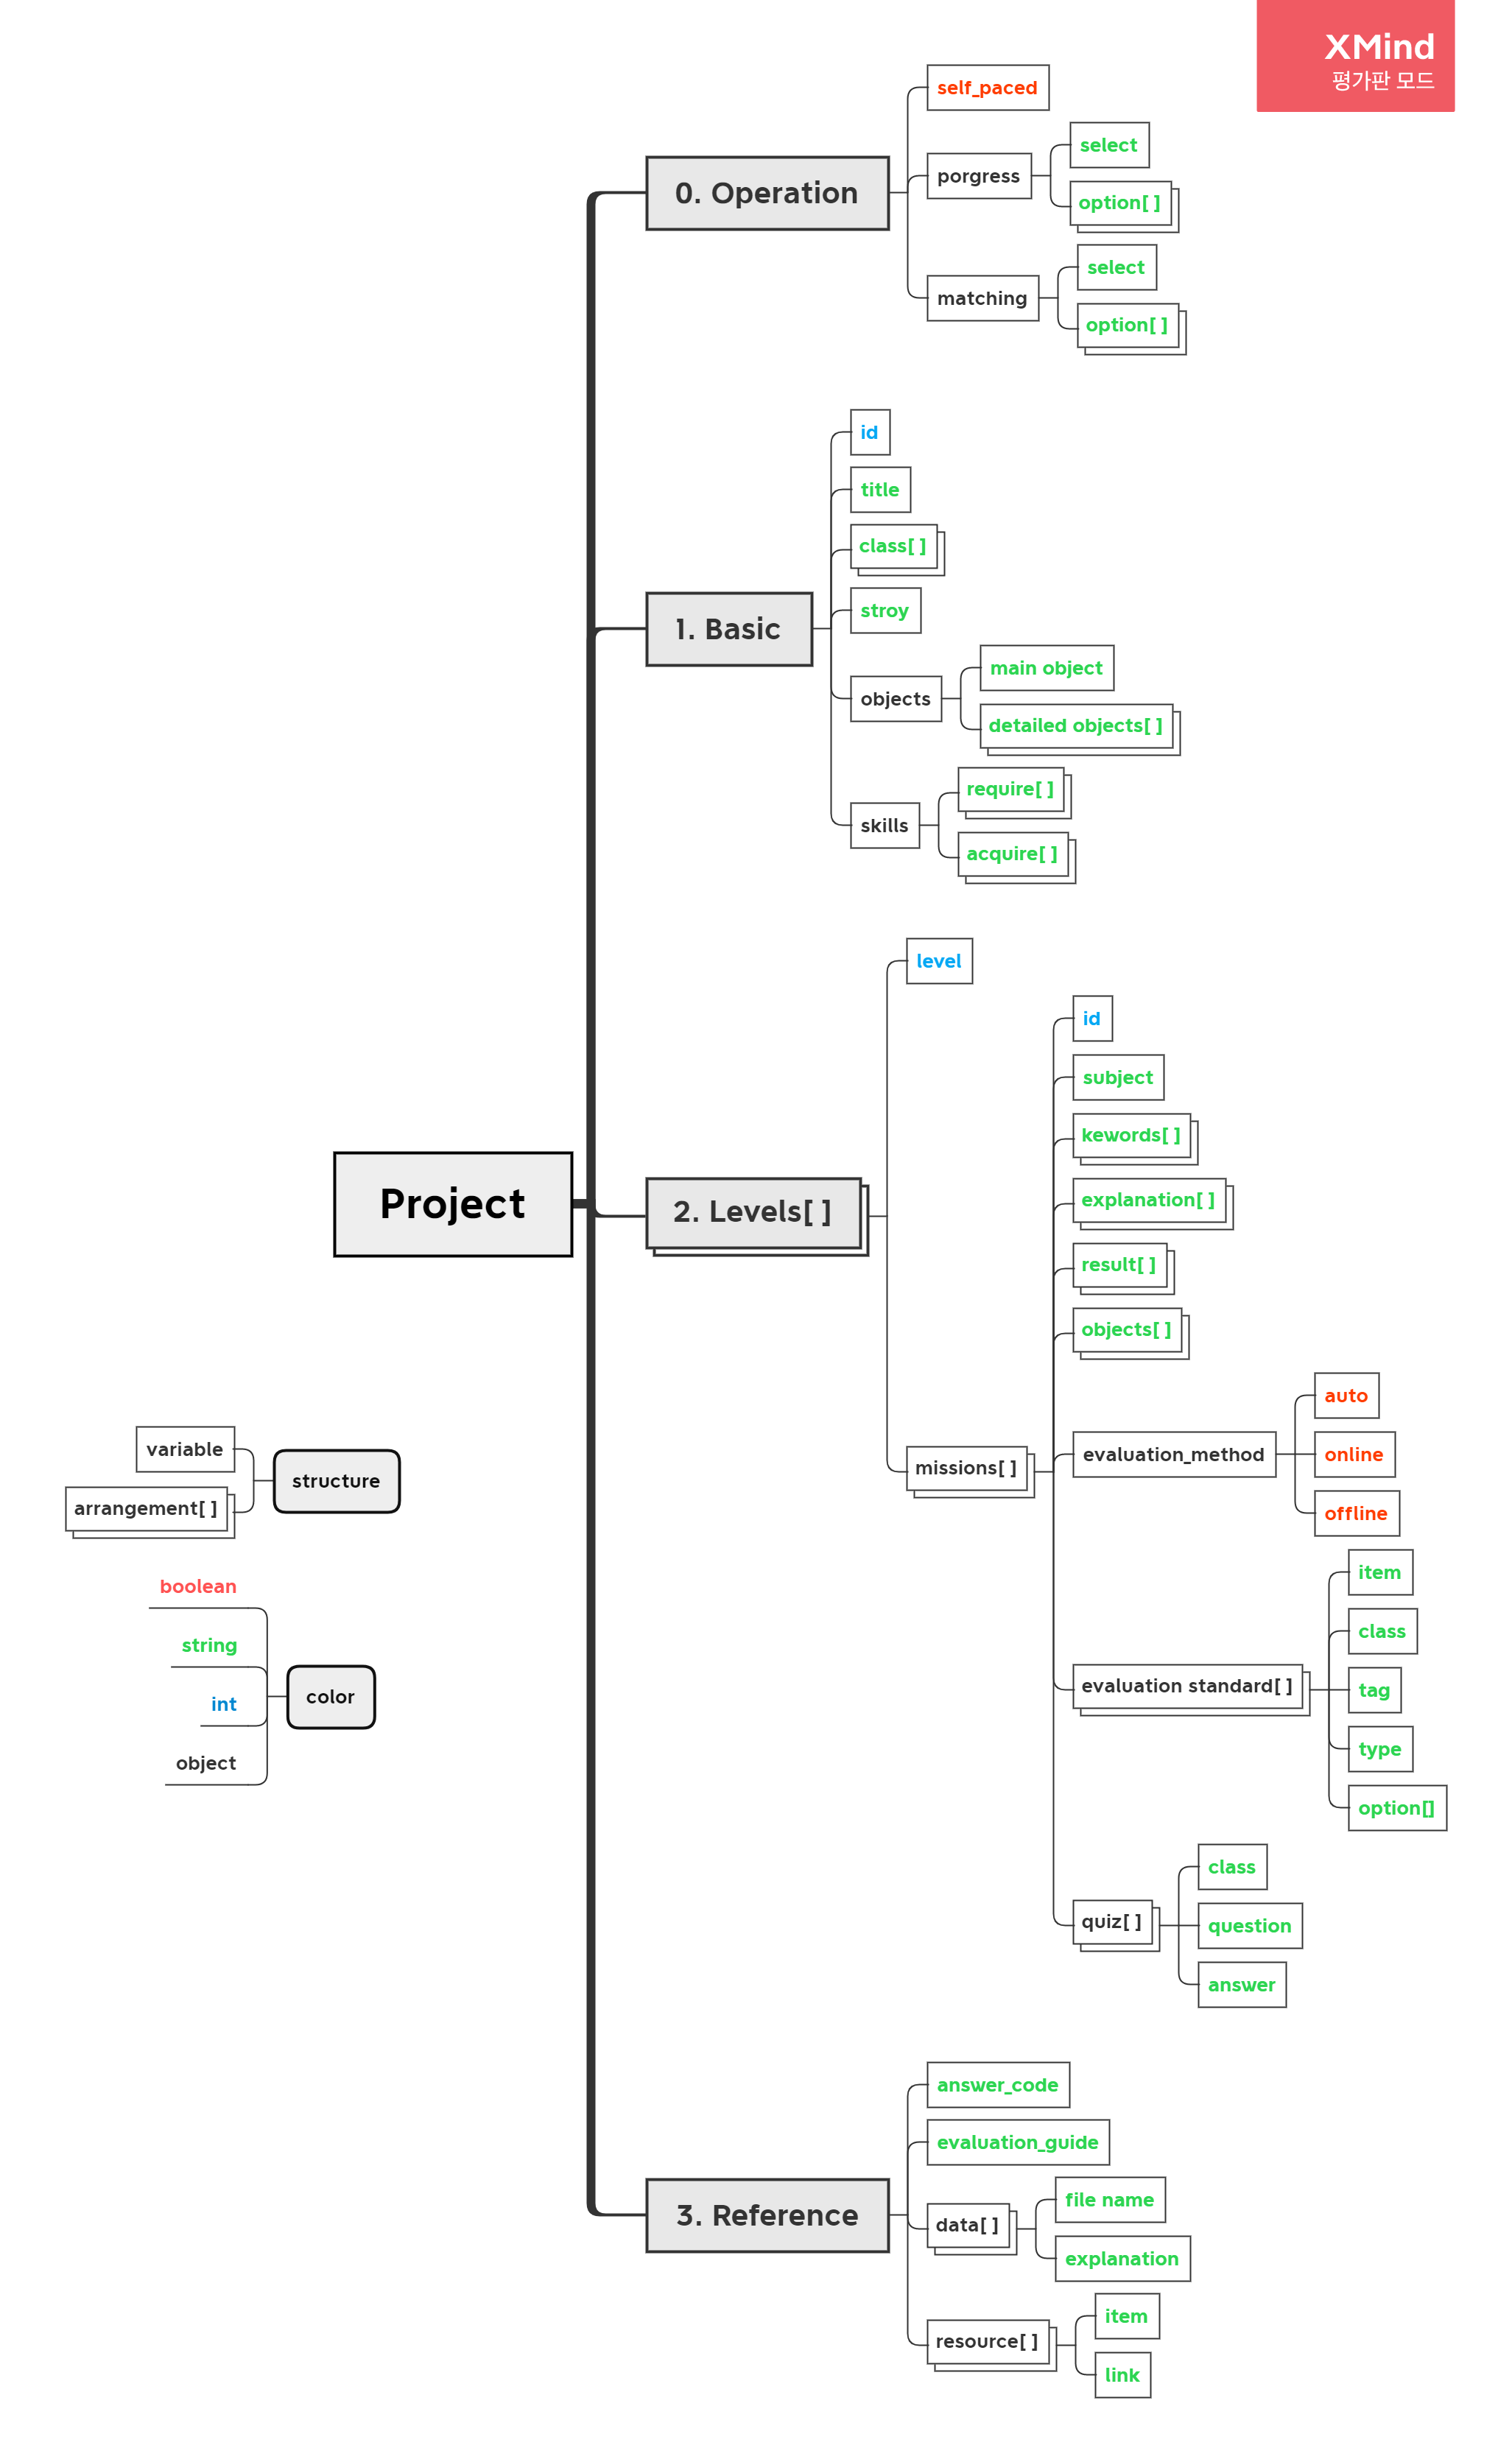 XMind
평가판 모드
self_paced
0. Operation
porgress
select
option[ ]
matching
select
option[ ]
id
title
class[ ]
1. Basic
stroy
objects
main object
detailed objects[ ]
skills
require[ ]
acquire[ ]
Project
2. Levels[ ]
level
missions[ ]
id
subject
kewords[ ]
explanation[ ]
result[ ]
objects[ ]
evaluation_method
auto
online
offline
evaluation standard[ ]
item
class
tag
type
option[]
quiz[ ]
class
question
answer
3. Reference
answer_code
evaluation_guide
data[ ]
file name
explanation
resource[ ]
item
link
structure
variable
arrangement[ ]
color
boolean
string
int
object